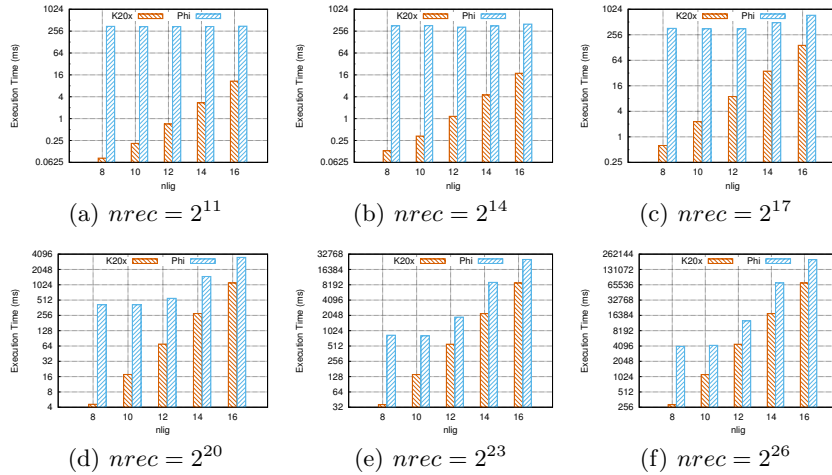 K20x Phi
Execution Time (ms)
1024
256
64
16
4
1
0.25
0.0625
8 10 12 14 16
nlig
(a) nrec = 2^11
K20x Phi
Execution Time (ms)
1024
256
64
16
4
1
0.25
0.0625
8 10 12 14 16
nlig
(b) nrec = 2^14
K20x Phi
Execution Time (ms)
1024
256
64
16
4
1
0.25
8 10 12 14 16
nlig
(c) nrec = 2^17
K20x Phi
Execution Time (ms)
4096
2048
1024
512
256
128
64
32
16
8
4
8 10 12 14 16
nlig
(d) nrec = 2^20
K20x Phi
Execution Time (ms)
32768
16384
8192
4096
2048
1024
512
256
128
64
32
8 10 12 14 16
nlig
(e) nrec = 2^23
K20x Phi
Execution Time (ms)
262144
131072
65536
32768
16384
8192
4096
2048
1024
512
256
8 10 12 14 16
nlig
(f) nrec = 2^26